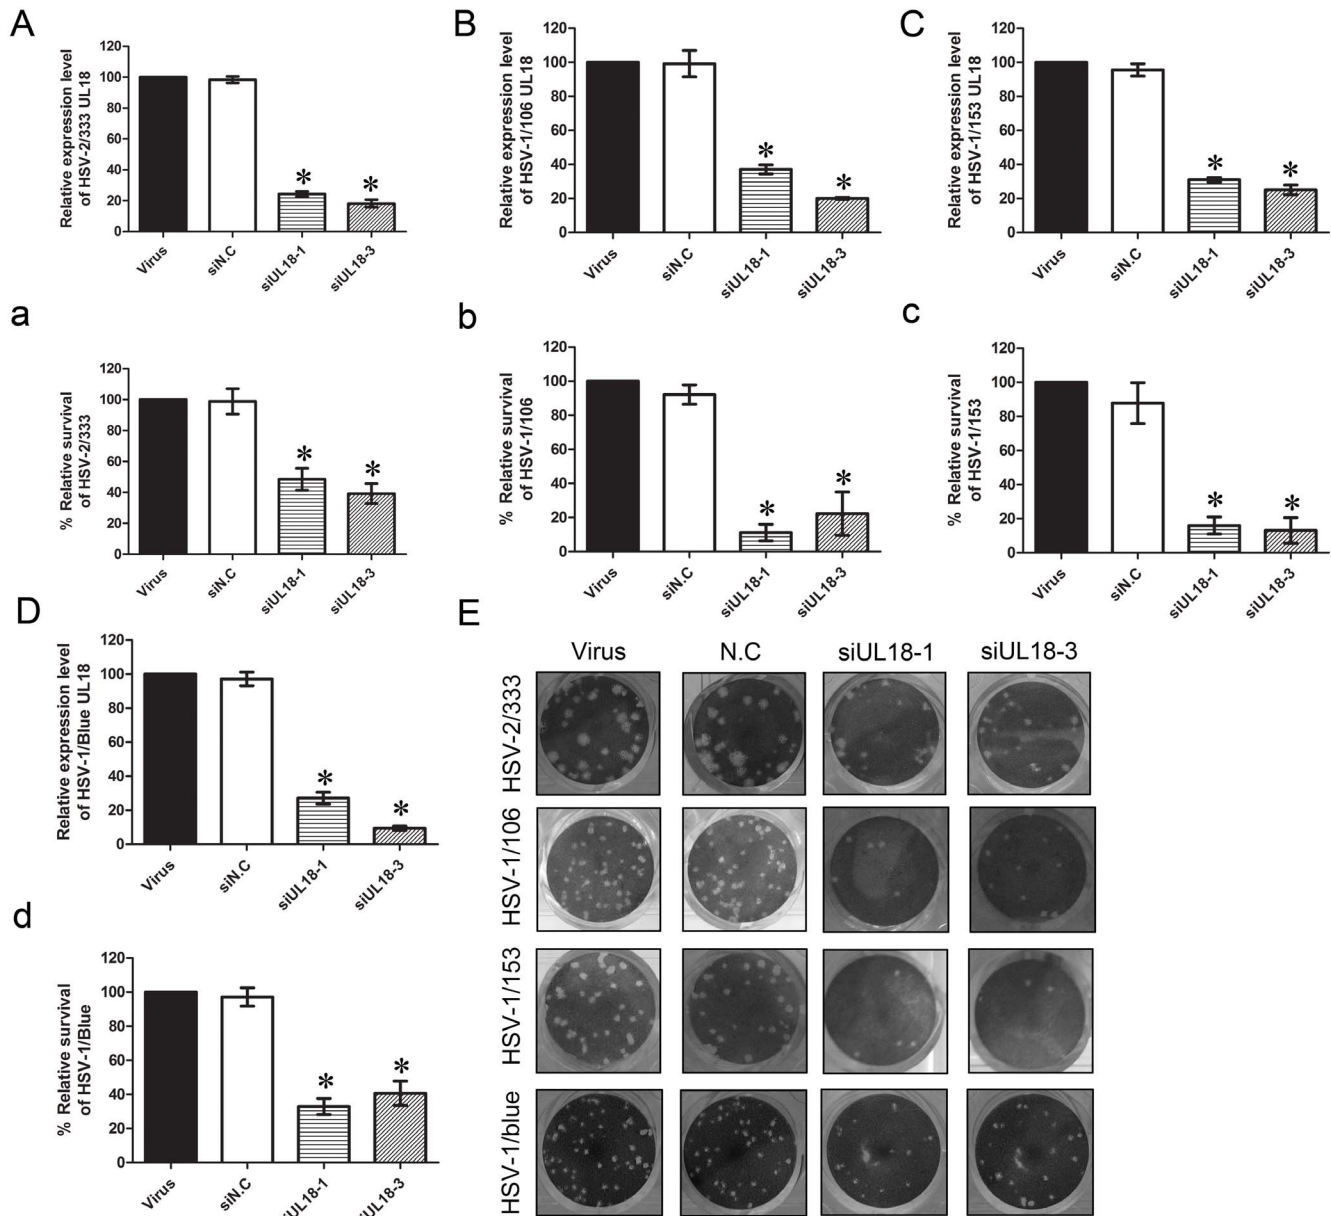 A
Relative expression level
of HSV-2/333 UL18
120
100
80
60
40
20
0
*
*
Virus
siN.C
siUL18-1
siUL18-3
B
Relative expression level
of HSV-1/106 UL18
120
100
80
60
40
20
0
*
*
Virus
siN.C
siUL18-1
siUL18-3
C
Relative expression level
of HSV-1/153 UL18
120
100
80
60
40
20
0
*
*
Virus
siN.C
siUL18-1
siUL18-3
a
% Relative survival
of HSV-2/333
120
100
80
60
40
20
0
*
*
Virus
siN.C
siUL18-1
siUL18-3
b
% Relative survival
of HSV-1/106
120
100
80
60
40
20
0
*
*
Virus
siN.C
siUL18-1
siUL18-3
c
% Relative survival
of HSV-1/153
120
100
80
60
40
20
0
*
*
Virus
siN.C
siUL18-1
siUL18-3
D
Relative expression level
of HSV-1/Blue UL18
120
100
80
60
40
20
0
*
*
Virus
siN.C
siUL18-1
siUL18-3
d
% Relative survival
of HSV-1/Blue
120
100
80
60
40
20
0
*
*
Virus
siN.C
siUL18-1
siUL18-3
E
Virus
N.C
siUL18-1
siUL18-3
HSV-2/333
HSV-1/106
HSV-1/153
HSV-1/blue